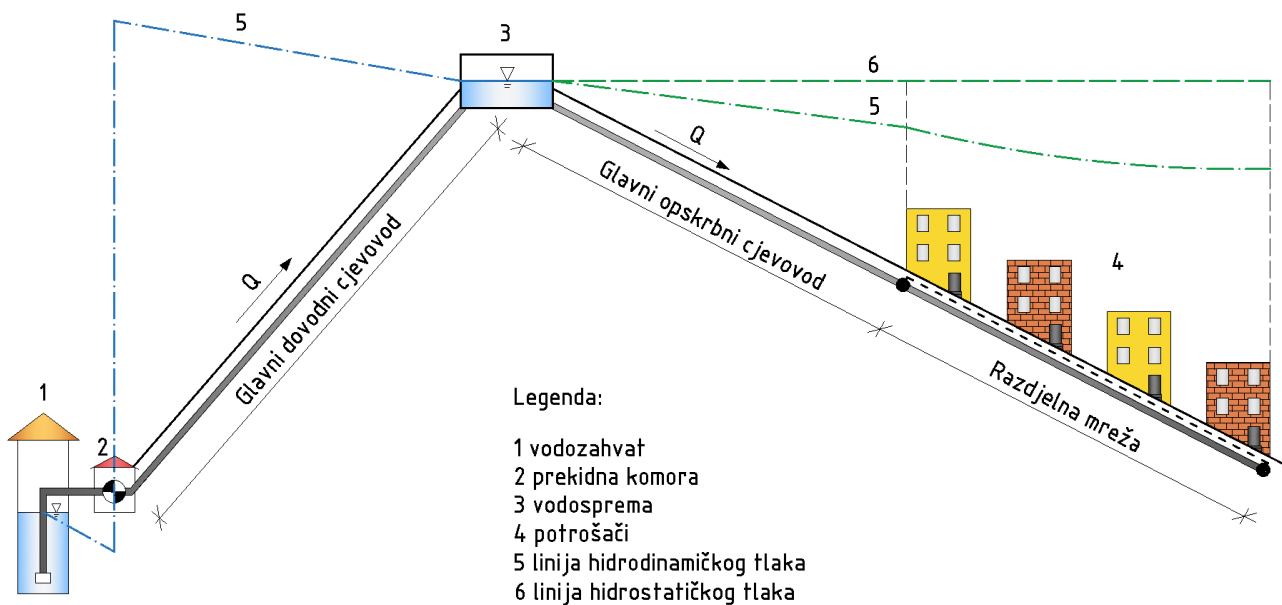 5
3
6
5
Q
Q
Glavni opskrbni cjevovod
Glavni dovodni cjevovod
4
Razdjelna mreža
1
2
Legenda:
1 vodozahvat
2 prekidna komora
3 vodosprema
4 potrošači
5 linija hidrodinamičkog tlaka
6 linija hidrostatičkog tlaka